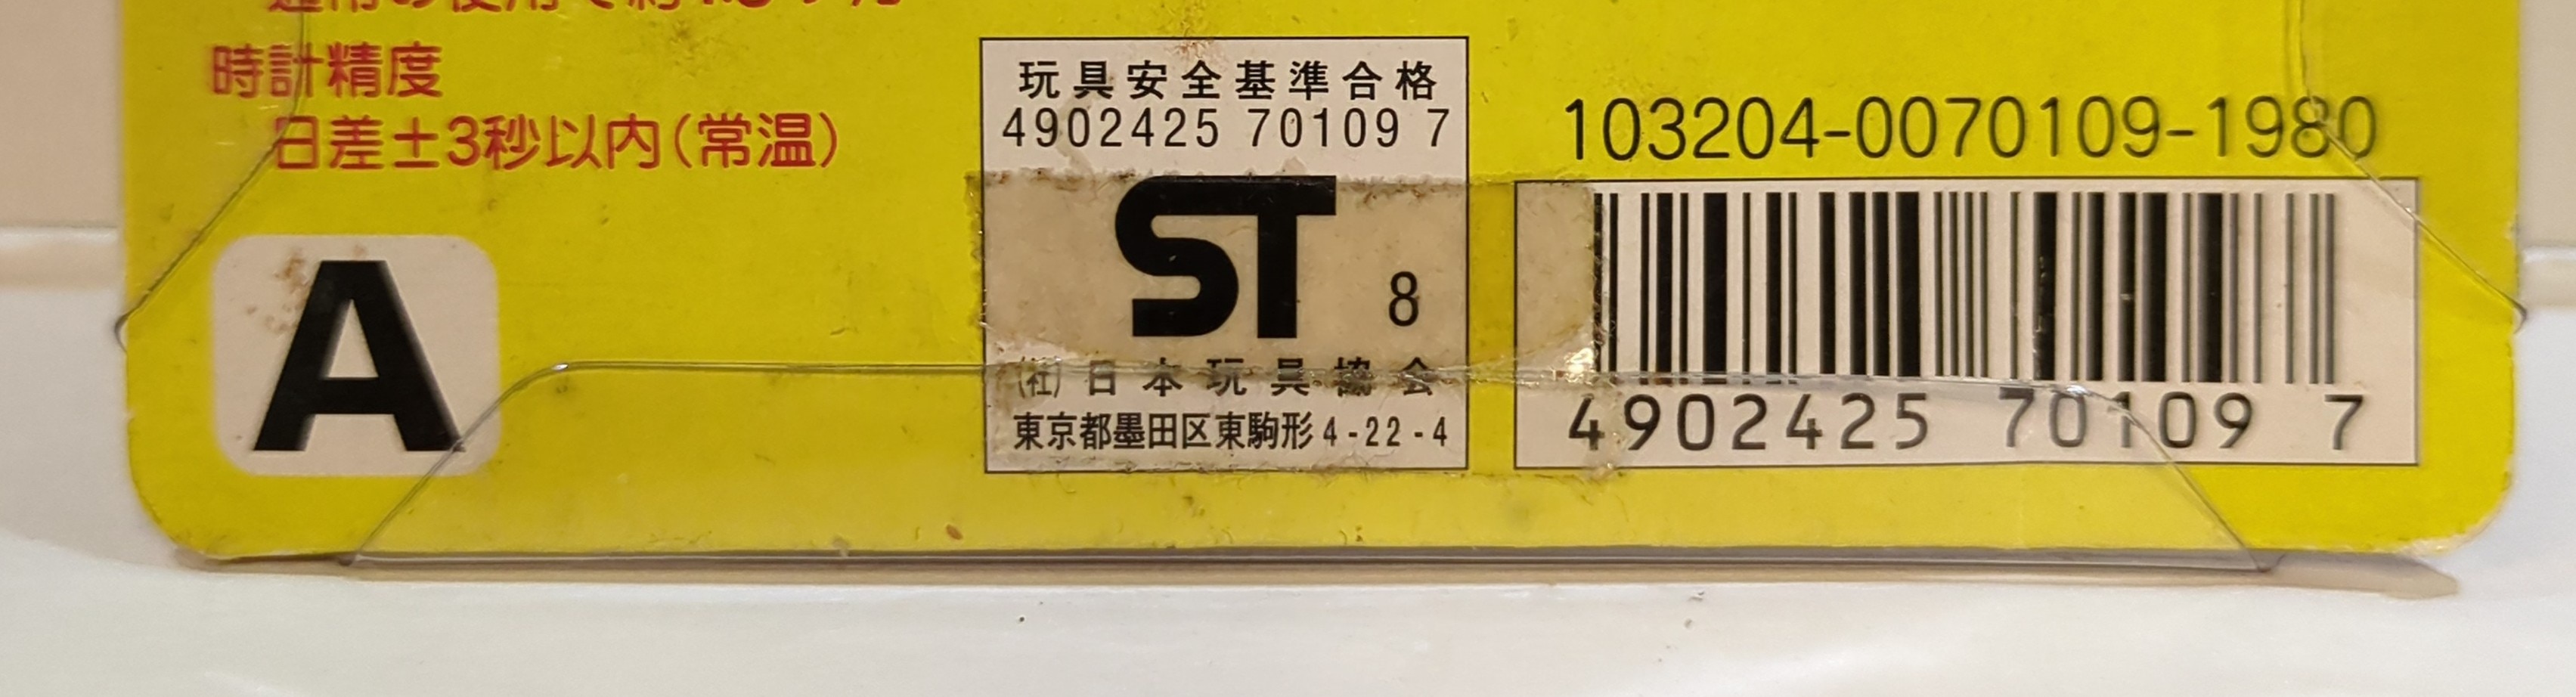 時計精度
日差±3秒以内(常温)
A
玩具安全基準合格
4902425 70109 7
ST 8
(社)日本玩具協会
東京都墨田区東駒形4-22-4
103204-0070109-1980
4902425 70109 7